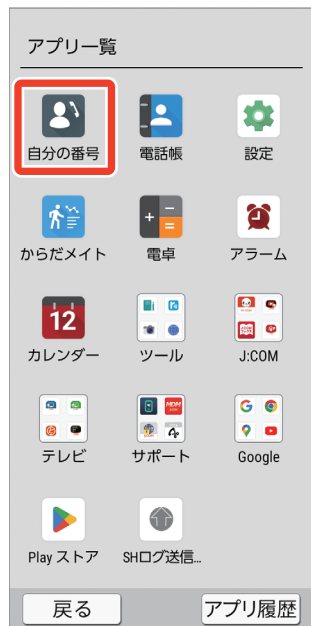 アプリ一覧
自分の番号 電話帳 設定
からだメイト 電卓 アラーム
12
カレンダー ツール J:COM
テレビ サポート Google
Play ストア SHログ送信...
戻る アプリ履歴